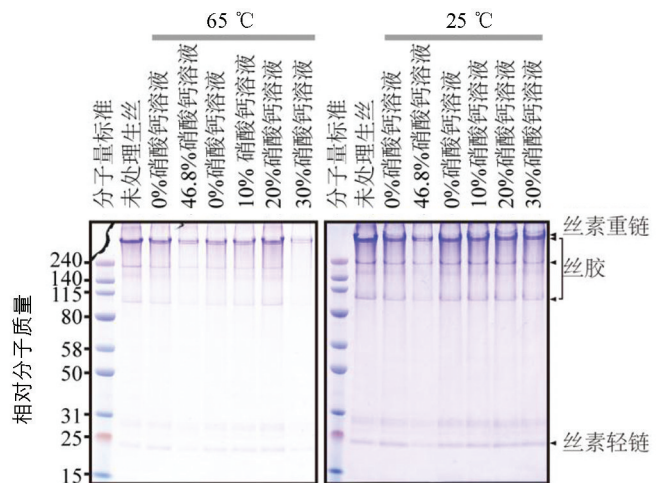 65 ℃
25 ℃
分子量标准
未处理生丝
0%硝酸钙溶液
46.8%硝酸钙溶液
0%硝酸钙溶液
10% 硝酸钙溶液
20%硝酸钙溶液
30%硝酸钙溶液
分子量标准
未处理生丝
0%硝酸钙溶液
46.8%硝酸钙溶液
0%硝酸钙溶液
10%硝酸钙溶液
20%硝酸钙溶液
30%硝酸钙溶液
相对分子质量
240
140
115
80
58
50
31
25
15
丝素重链
丝胶
丝素轻链